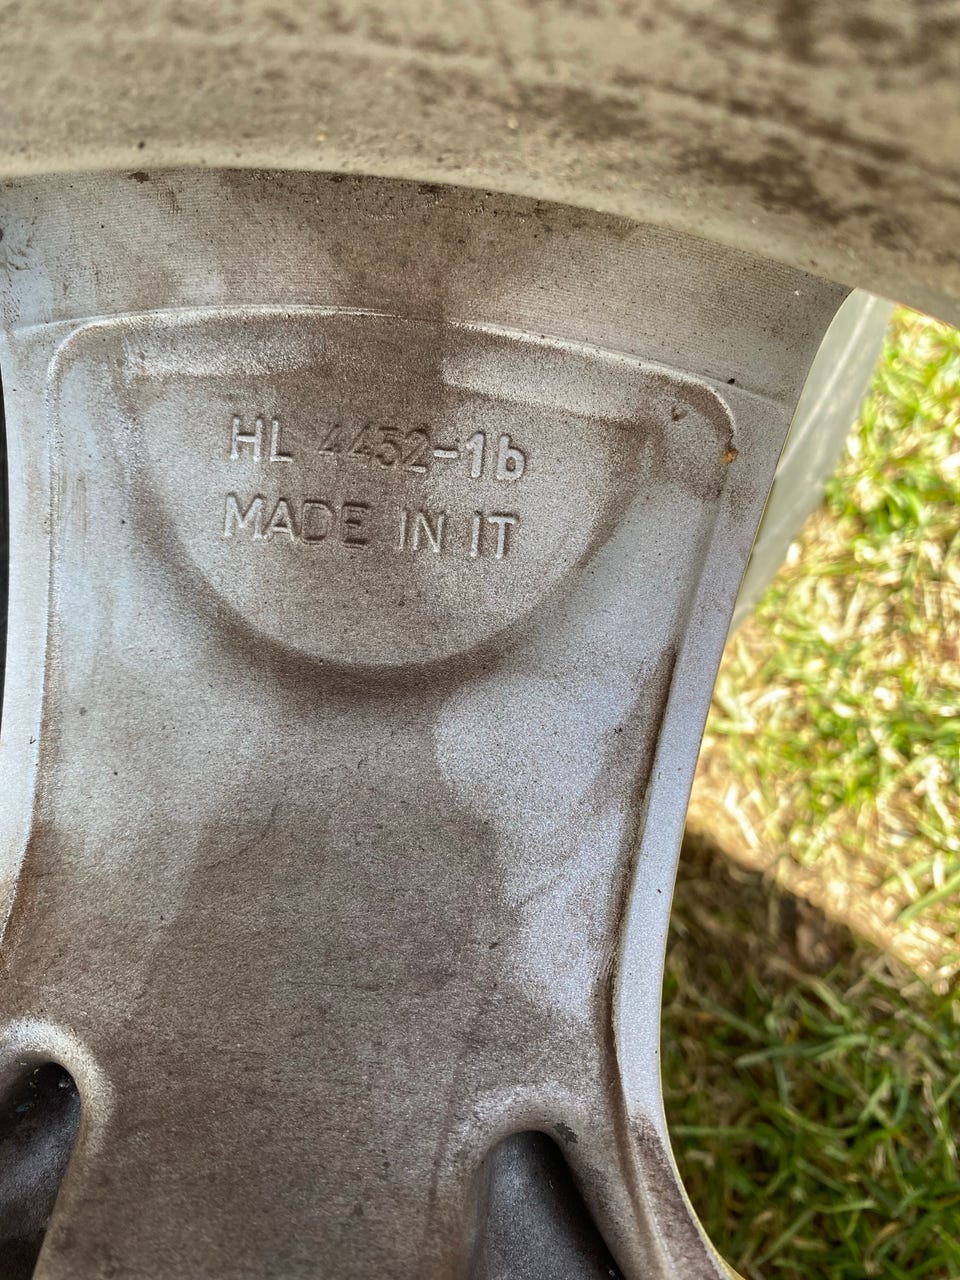 HL 4452-1b
MADE IN IT